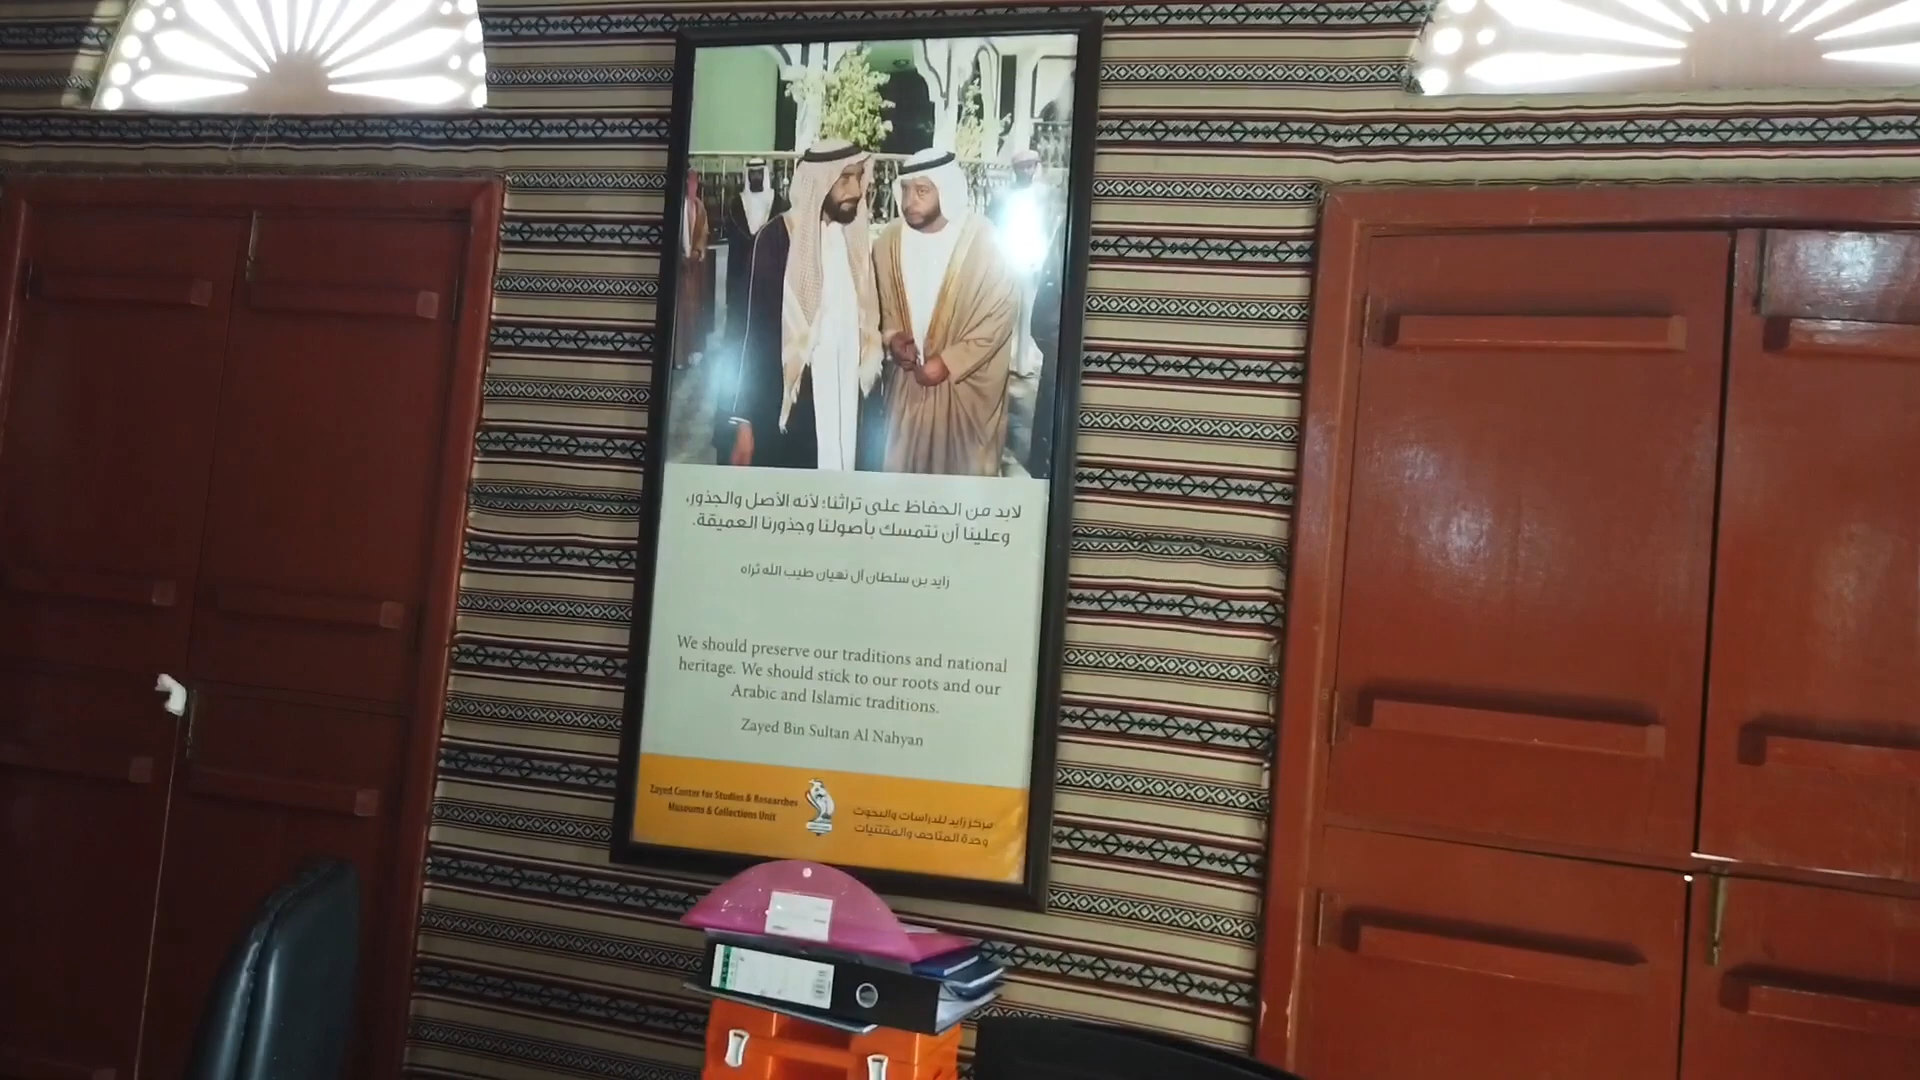 لابد من الحفاظ على تراثنا؛ لأنه الأصل والجذور،
وعلينا أن نتمسك بأصولنا وجذورنا العميقة.
زايد بن سلطان آل نهيان طيب الله ثراه
We should preserve our traditions and national
heritage. We should stick to our roots and our
Arabic and Islamic traditions.
Zayed Bin Sultan Al Nahyan
Zayed Center for Studies & Researches
Museums & Collections Unit
مركز زايد للدراسات والبحوث
وحدة المتاحف والمقتنيات